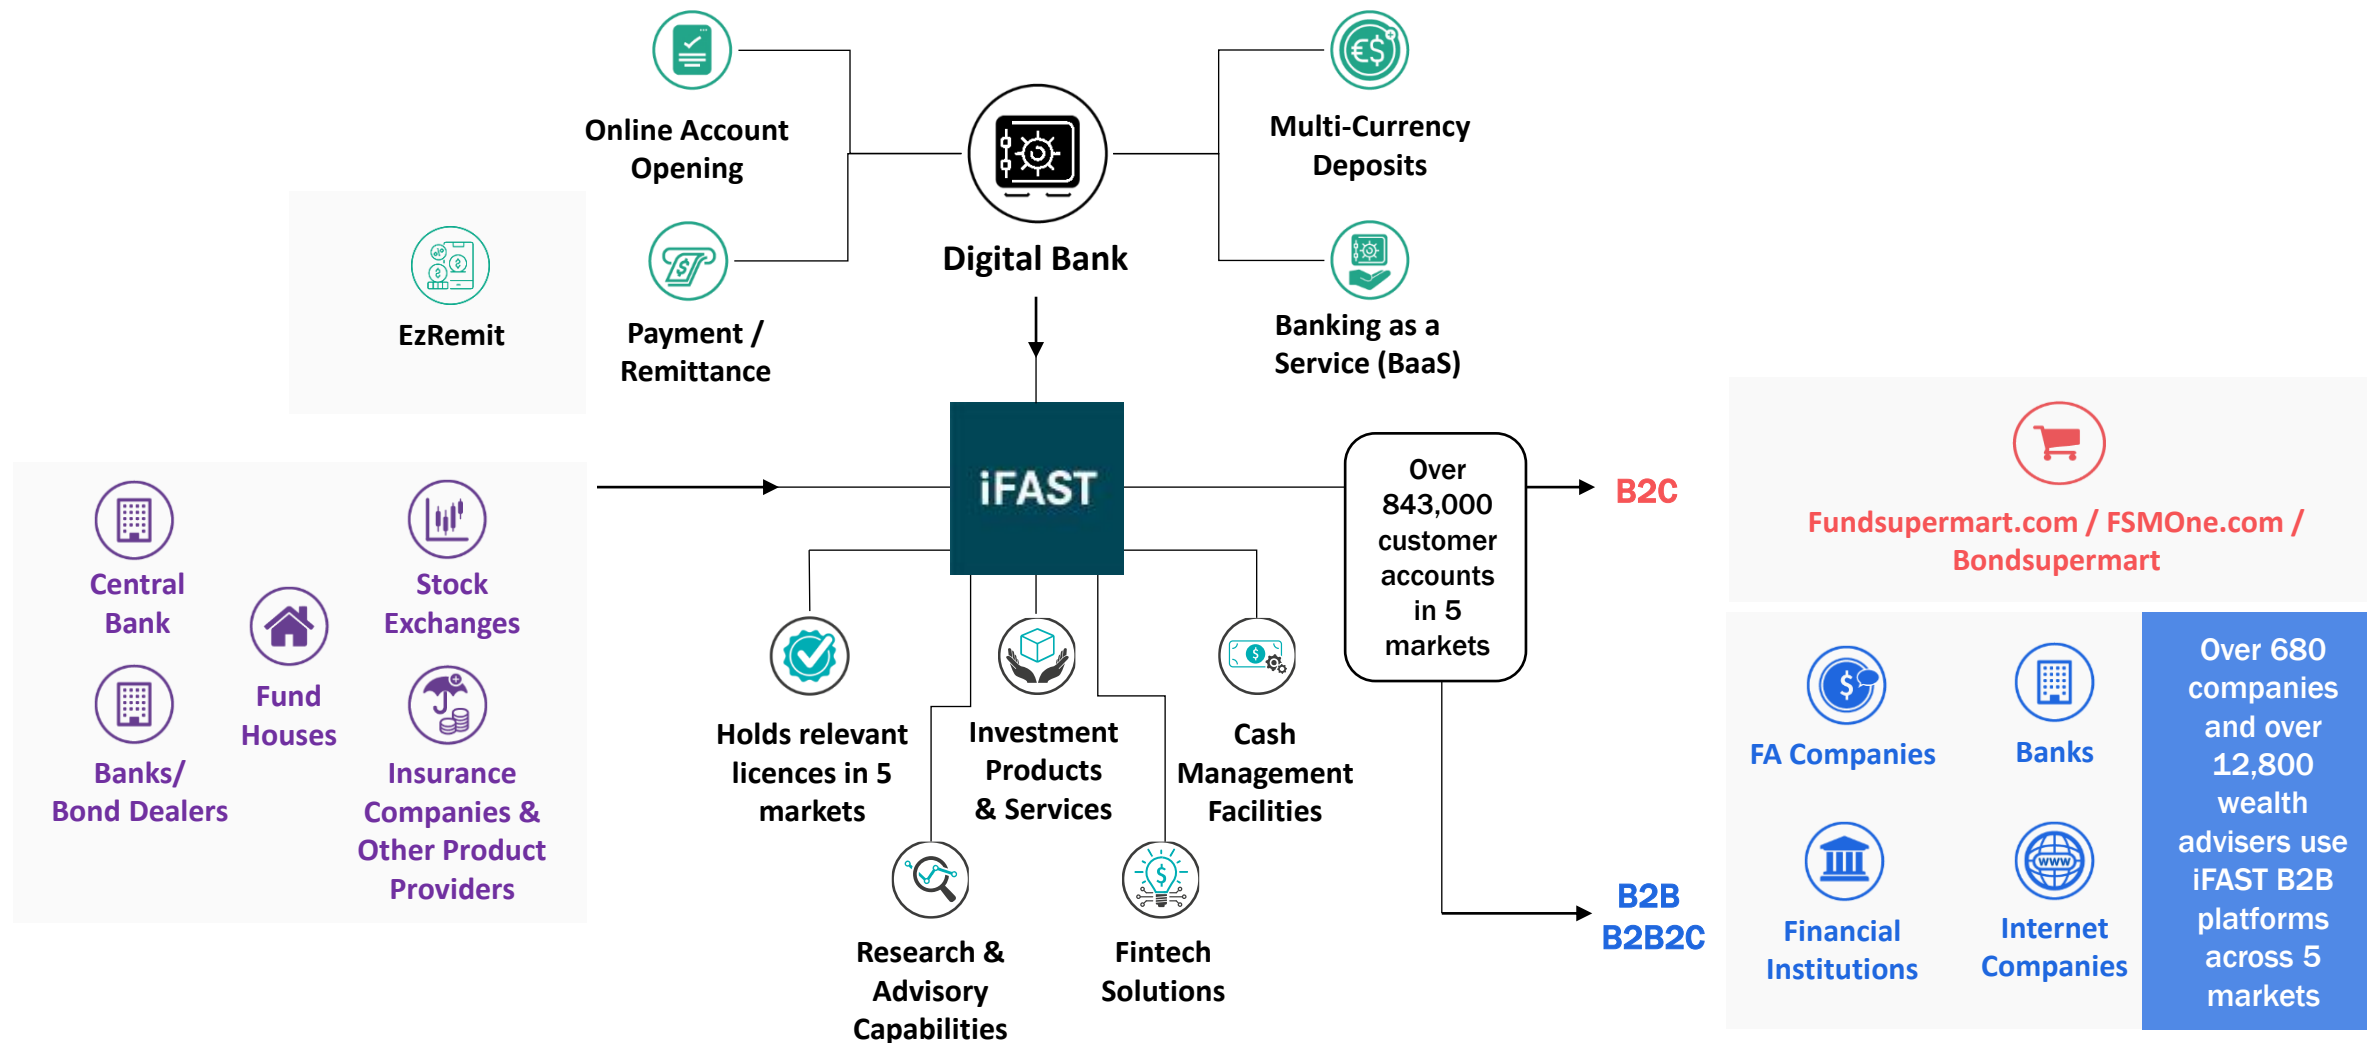 Online Account
Opening
Multi-Currency
Deposits
Digital Bank
EzRemit
Payment /
Remittance
Banking as a
Service (BaaS)
iFAST
Central
Bank
Stock
Exchanges
Fund
Houses
Banks/
Bond Dealers
Insurance
Companies &
Other Product
Providers
Holds relevant
licences in 5
markets
Investment
Products
& Services
Cash
Management
Facilities
Research &
Advisory
Capabilities
Fintech
Solutions
Over
843,000
customer
accounts
in 5
markets
B2C
Fundsupermart.com / FSMOne.com /
Bondsupermart
B2B
B2B2C
FA Companies
Banks
Financial
Institutions
www
Internet
Companies
Over 680
companies
and over
12,800
wealth
advisers use
iFAST B2B
platforms
across 5
markets